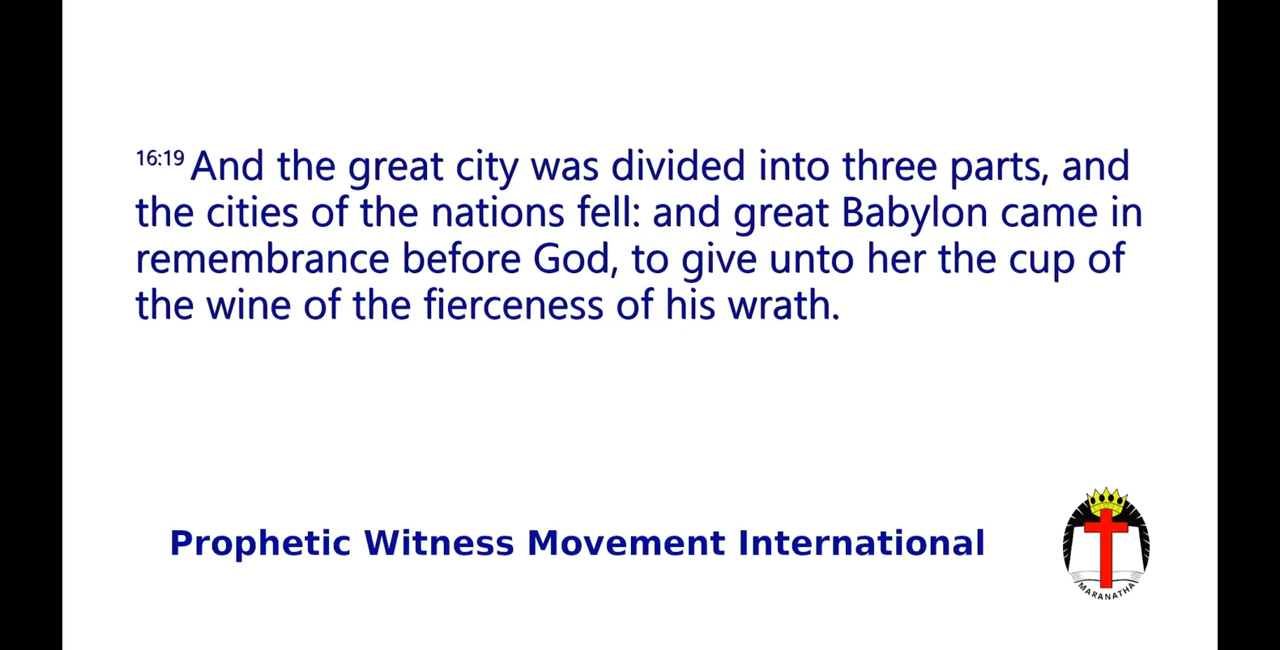 16:19 And the great city was divided into three parts, and
the cities of the nations fell: and great Babylon came in
remembrance before God, to give unto her the cup of
the wine of the fierceness of his wrath.
Prophetic Witness Movement International
MARANATHA